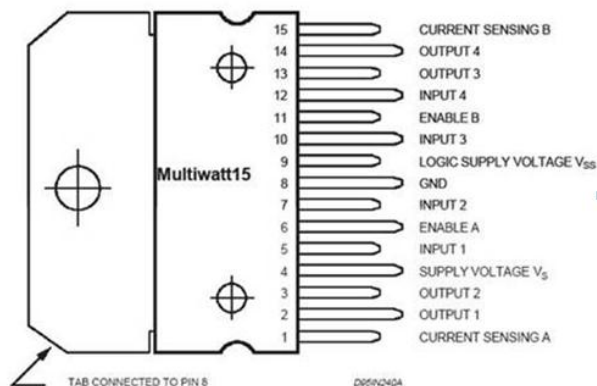 15 CURRENT SENSING B
14 OUTPUT 4
13 OUTPUT 3
12 INPUT 4
11 ENABLE B
10 INPUT 3
9 LOGIC SUPPLY VOLTAGE VSS
Multiwatt15
8 GND
7 INPUT 2
6 ENABLE A
5 INPUT 1
4 SUPPLY VOLTAGE VS
3 OUTPUT 2
2 OUTPUT 1
1 CURRENT SENSING A
TAB CONNECTED TO PIN 8
D95IN240A